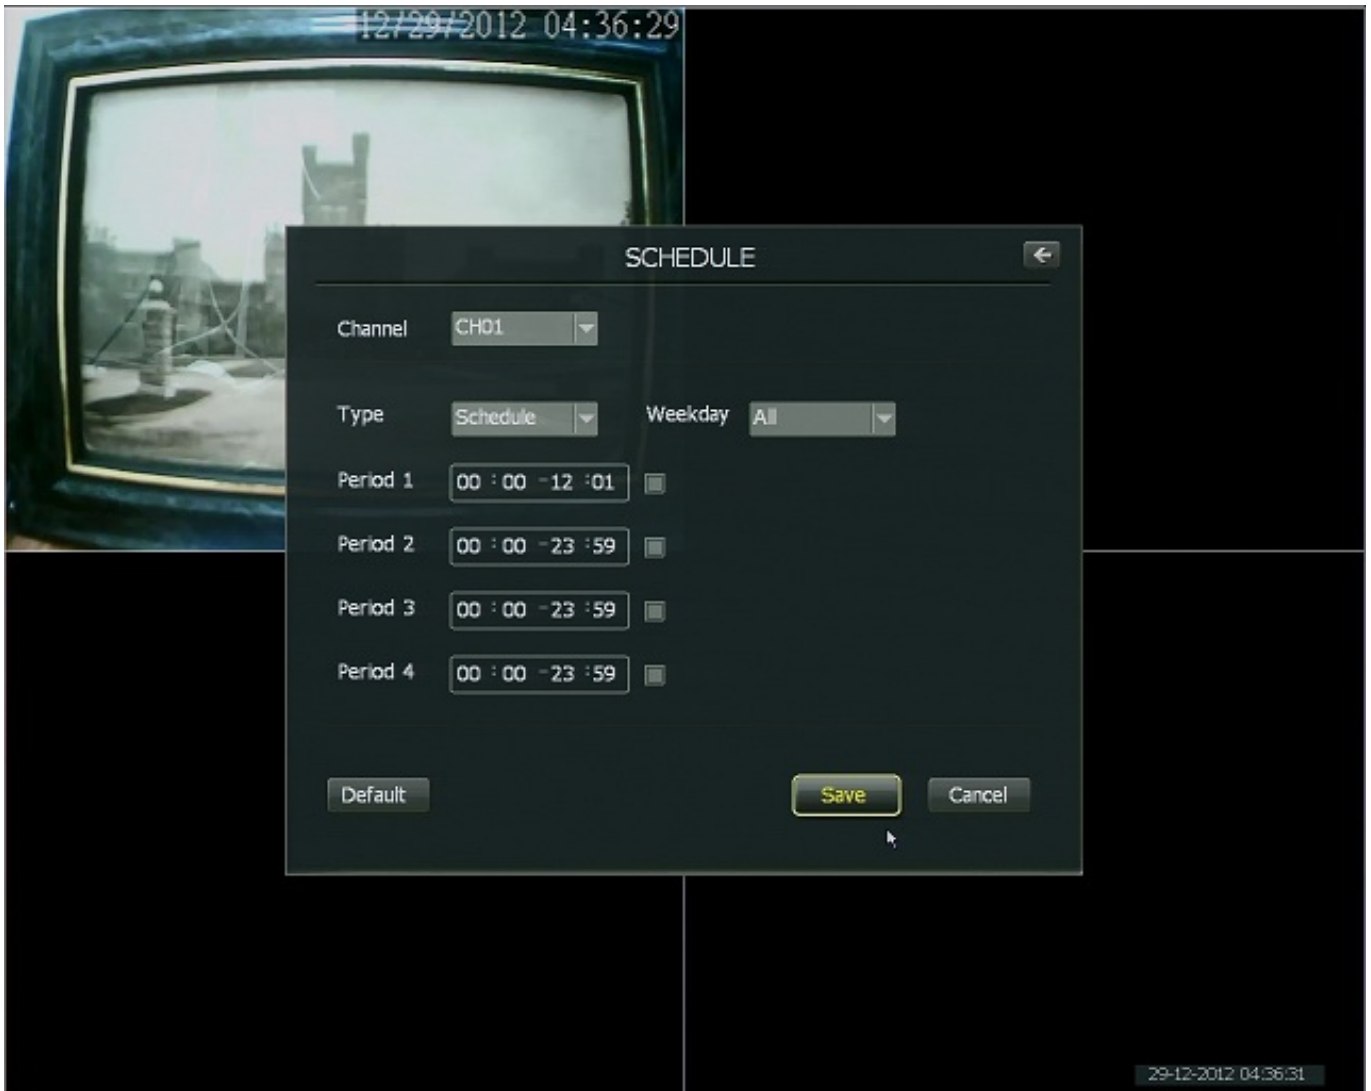 12/29/2012 04:36:29
SCHEDULE
Channel CH01
Type Schedule Weekday All
Period 1 00 : 00 -12 :01
Period 2 00 : 00 -23 :59
Period 3 00 : 00 -23 :59
Period 4 00 : 00 -23 :59
Default Save Cancel
29-12-2012 04:36:31